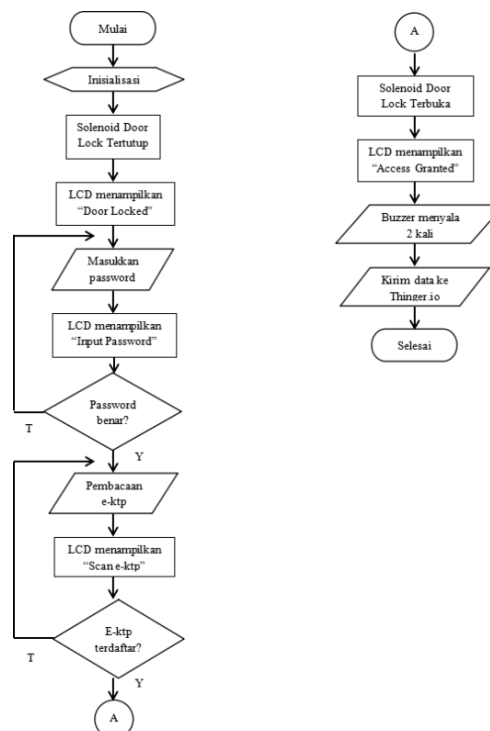 Mulai
Inisialisasi
Solenoid Door
Lock Tertutup
LCD menampilkan
“Door Locked”
Masukkan
password
LCD menampilkan
“Input Password”
Password
benar?
T
Y
Pembacaan
e-ktp
LCD menampilkan
“Scan e-ktp”
E-ktp
terdaftar?
T
Y
A
A
Solenoid Door
Lock Terbuka
LCD menampilkan
“Access Granted”
Buzzer menyala
2 kali
Kirim data ke
Thinger.io
Selesai